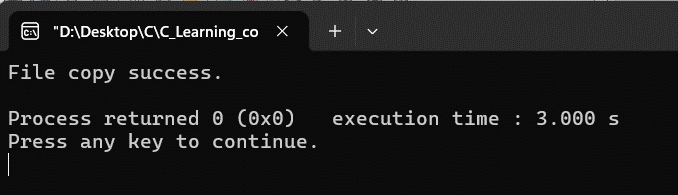 "D:\Desktop\C\C_Learning_co
File copy success.
Process returned 0 (0x0)   execution time : 3.000 s
Press any key to continue.